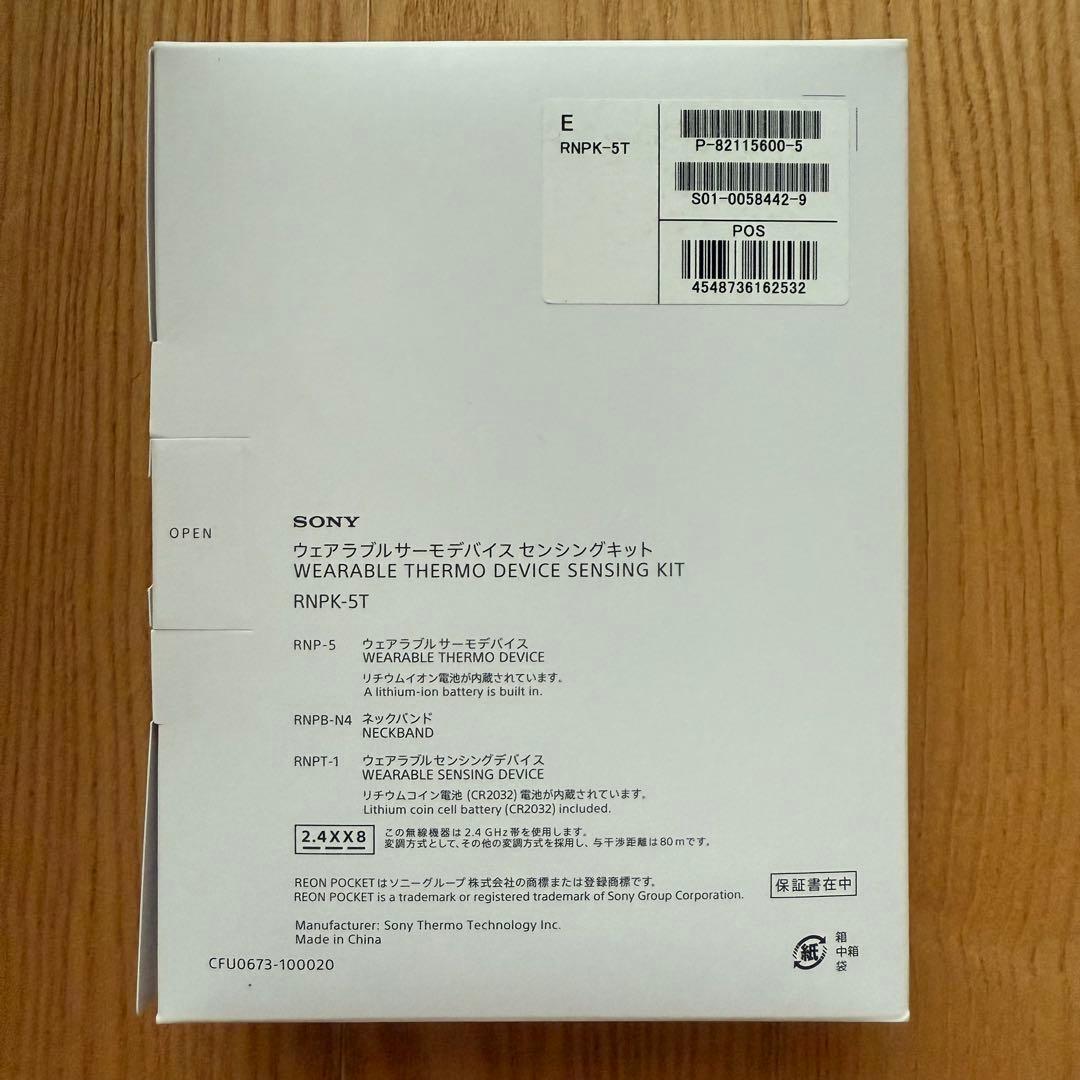 E
RNPK-5T
P-82115600-5
S01-0058442-9
POS
4548736162532
OPEN
SONY
ウェアラブルサーモデバイス センシングキット
WEARABLE THERMO DEVICE SENSING KIT
RNPK-5T
RNP-5 ウェアラブルサーモデバイス
WEARABLE THERMO DEVICE
リチウムイオン電池が内蔵されています。
A lithium-ion battery is built in.
RNPB-N4 ネックバンド
NECKBAND
RNPT-1 ウェアラブルセンシングデバイス
WEARABLE SENSING DEVICE
リチウムコイン電池 (CR2032) 電池が内蔵されています。
Lithium coin cell battery (CR2032) included.
2.4XX8
この無線機器は 2.4 GHz 帯を使用します。
変調方式として、その他の変調方式を採用し、与干渉距離は 80 m です。
REON POCKET はソニーグループ株式会社の商標または登録商標です。
REON POCKET is a trademark or registered trademark of Sony Group Corporation.
保証書在中
Manufacturer: Sony Thermo Technology Inc.
Made in China
CFU0673-100020
紙
箱
中箱
袋